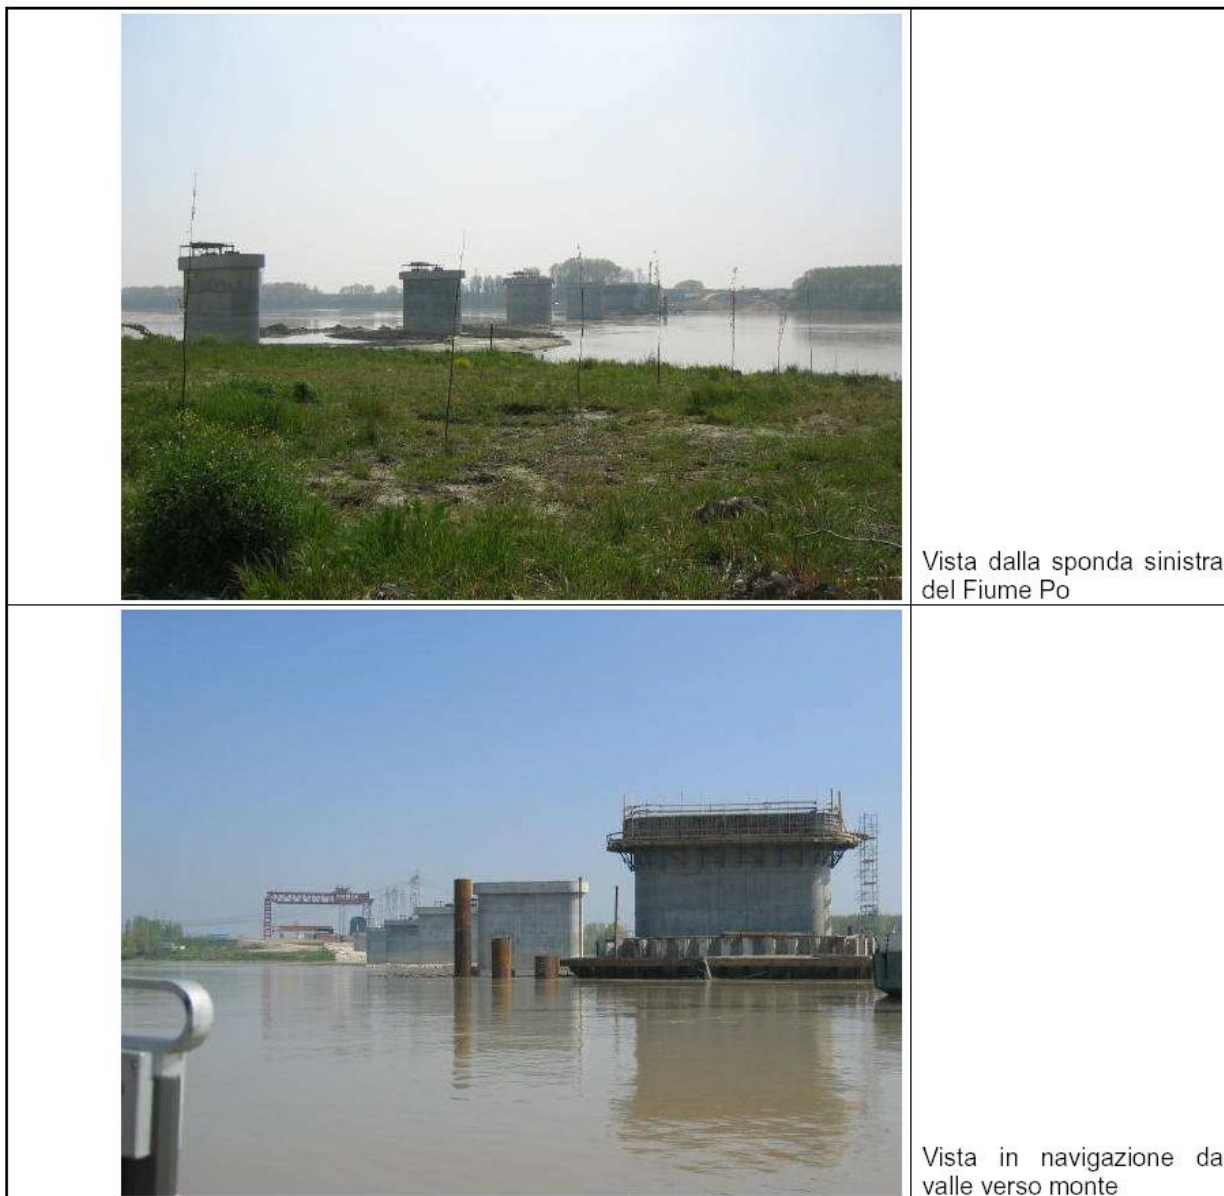 Vista dalla sponda sinistra
del Fiume Po
Vista in navigazione da
valle verso monte